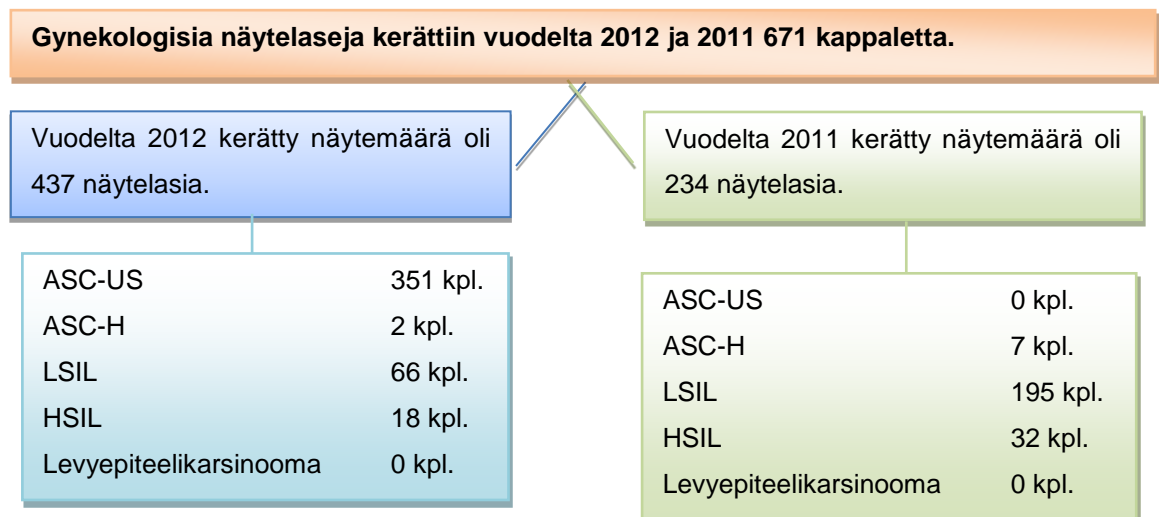 Gynekologisia näytelaseja kerättiin vuodelta 2012 ja 2011 671 kappaletta.
Vuodelta 2012 kerätty näytemäärä oli
437 näytelasia.
ASC-US 351 kpl.
ASC-H 2 kpl.
LSIL 66 kpl.
HSIL 18 kpl.
Levyepiteelikarsinooma 0 kpl.
Vuodelta 2011 kerätty näytemäärä oli
234 näytelasia.
ASC-US 0 kpl.
ASC-H 7 kpl.
LSIL 195 kpl.
HSIL 32 kpl.
Levyepiteelikarsinooma 0 kpl.